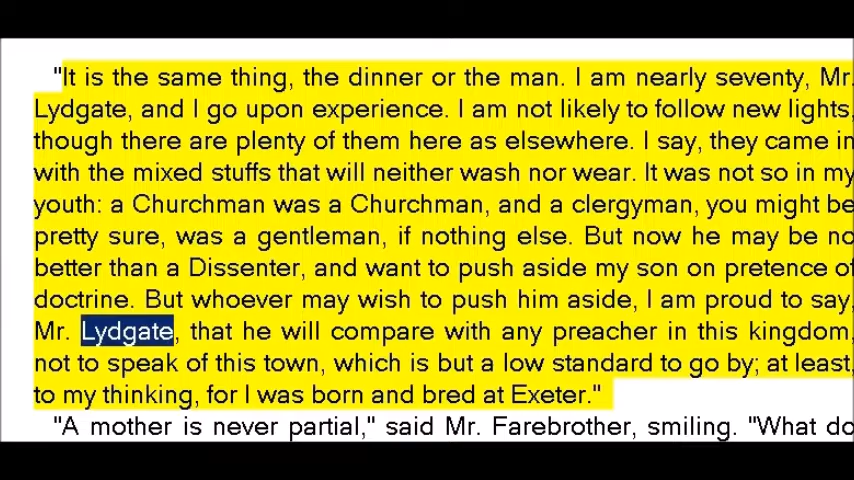 "It is the same thing, the dinner or the man. I am nearly seventy, Mr.
Lydgate, and I go upon experience. I am not likely to follow new lights,
though there are plenty of them here as elsewhere. I say, they came in
with the mixed stuffs that will neither wash nor wear. It was not so in my
youth: a Churchman was a Churchman, and a clergyman, you might be
pretty sure, was a gentleman, if nothing else. But now he may be no
better than a Dissenter, and want to push aside my son on pretence of
doctrine. But whoever may wish to push him aside, I am proud to say,
Mr. Lydgate, that he will compare with any preacher in this kingdom,
not to speak of this town, which is but a low standard to go by; at least,
to my thinking, for I was born and bred at Exeter."
"A mother is never partial," said Mr. Farebrother, smiling. "What do